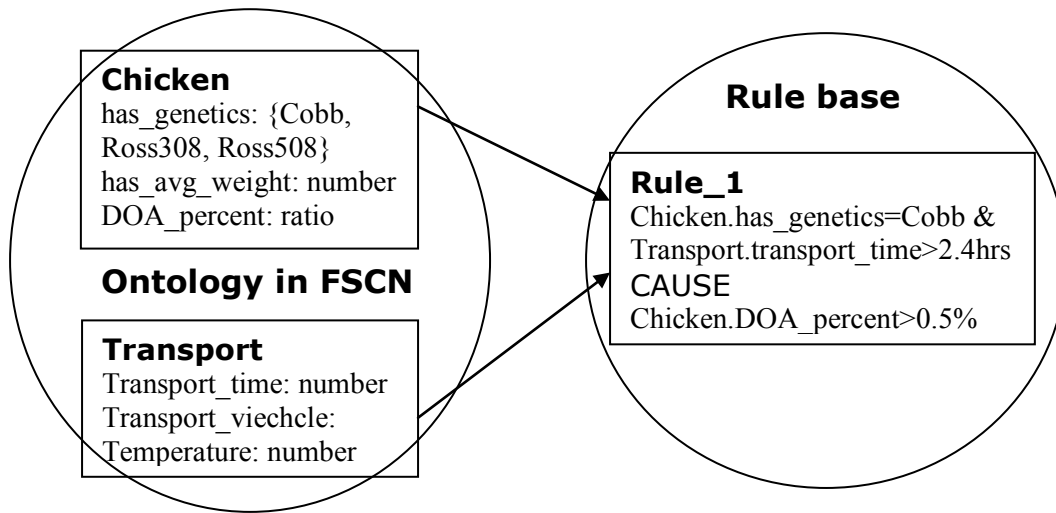 Chicken
has_genetics: {Cobb,
Ross308, Ross508}
has_avg_weight: number
DOA_percent: ratio
Ontology in FSCN
Transport
Transport_time: number
Transport_viechcle:
Temperature: number
Rule base
Rule_1
Chicken.has_genetics=Cobb &
Transport.transport_time>2.4hrs
CAUSE
Chicken.DOA_percent>0.5%